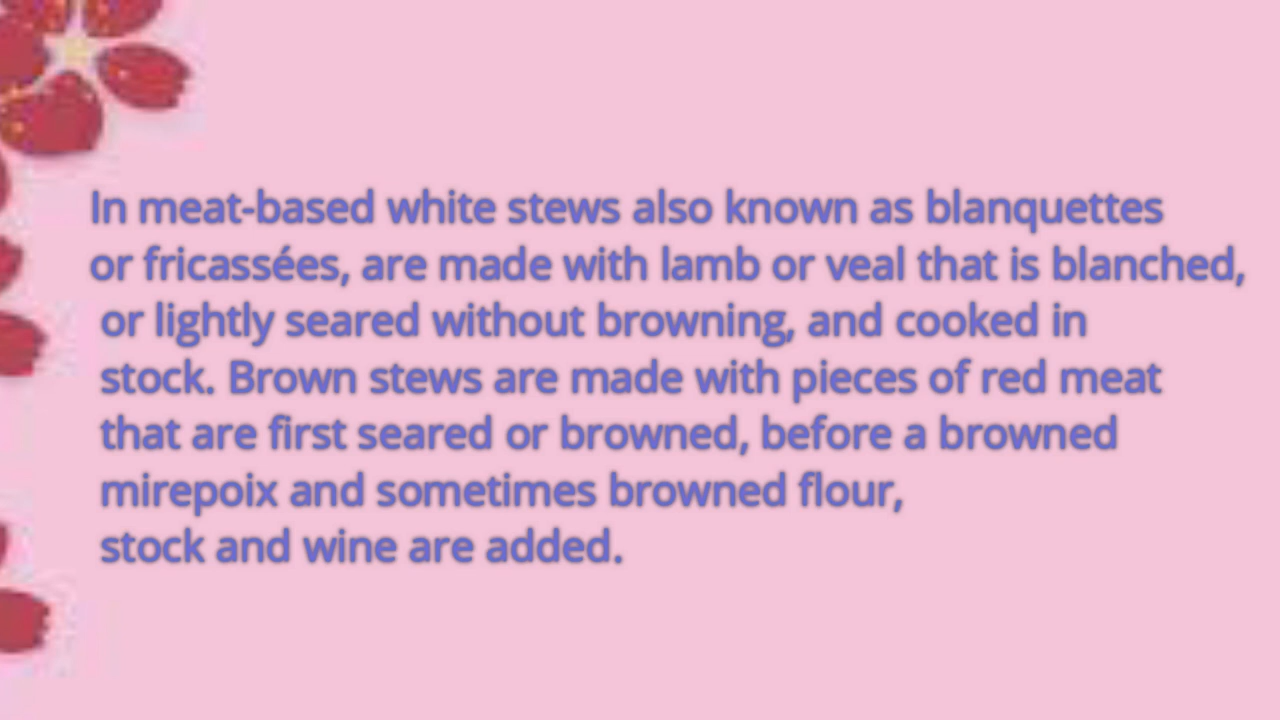 In meat-based white stews also known as blanquettes
or fricassées, are made with lamb or veal that is blanched,
or lightly seared without browning, and cooked in
stock. Brown stews are made with pieces of red meat
that are first seared or browned, before a browned
mirepoix and sometimes browned flour,
stock and wine are added.